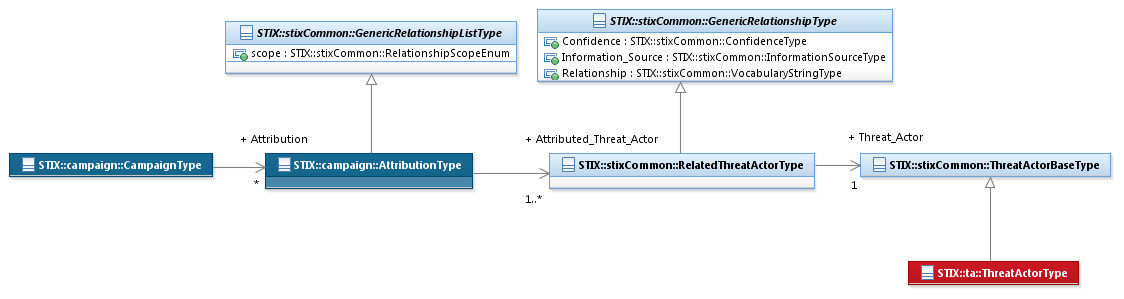 STIX::stixCommon::GenericRelationshipListType
scope : STIX::stixCommon::RelationshipScopeEnum
STIX::stixCommon::GenericRelationshipType
Confidence : STIX::stixCommon::ConfidenceType
Information_Source : STIX::stixCommon::InformationSourceType
Relationship : STIX::stixCommon::VocabularyStringType
+ Attribution
+ Attributed_Threat_Actor
+ Threat_Actor
STIX::campaign::CampaignType
STIX::campaign::AttributionType
STIX::stixCommon::RelatedThreatActorType
STIX::stixCommon::ThreatActorBaseType
*
1..*
1
STIX::ta::ThreatActorType